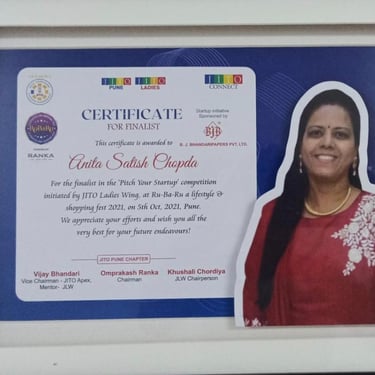 JITO
PUNE
JITO
LADIES
JITO
CONNECT
CERTIFICATE
FOR FINALIST
Startup initiative
Sponsored by
BJB
B. J. BHANDARIPAPERS PVT. LTD.
RuBaRu
RANKA
This certificate is awarded to
Anita Satish Chopda
For the finalist in the 'Pitch Your Startup' competition
initiated by JITO Ladies Wing, at Ru-Ba-Ru a lifestyle &
shopping fest 2021, on 5th Oct, 2021, Pune.
We appreciate your efforts and wish you all the
very best for your future endeavours!
JITO PUNE CHAPTER
Vijay Bhandari
Vice Chairman - JITO Apex,
Mentor- JLW
Omprakash Ranka
Chairman
Khushali Chordiya
JLW Chairperson